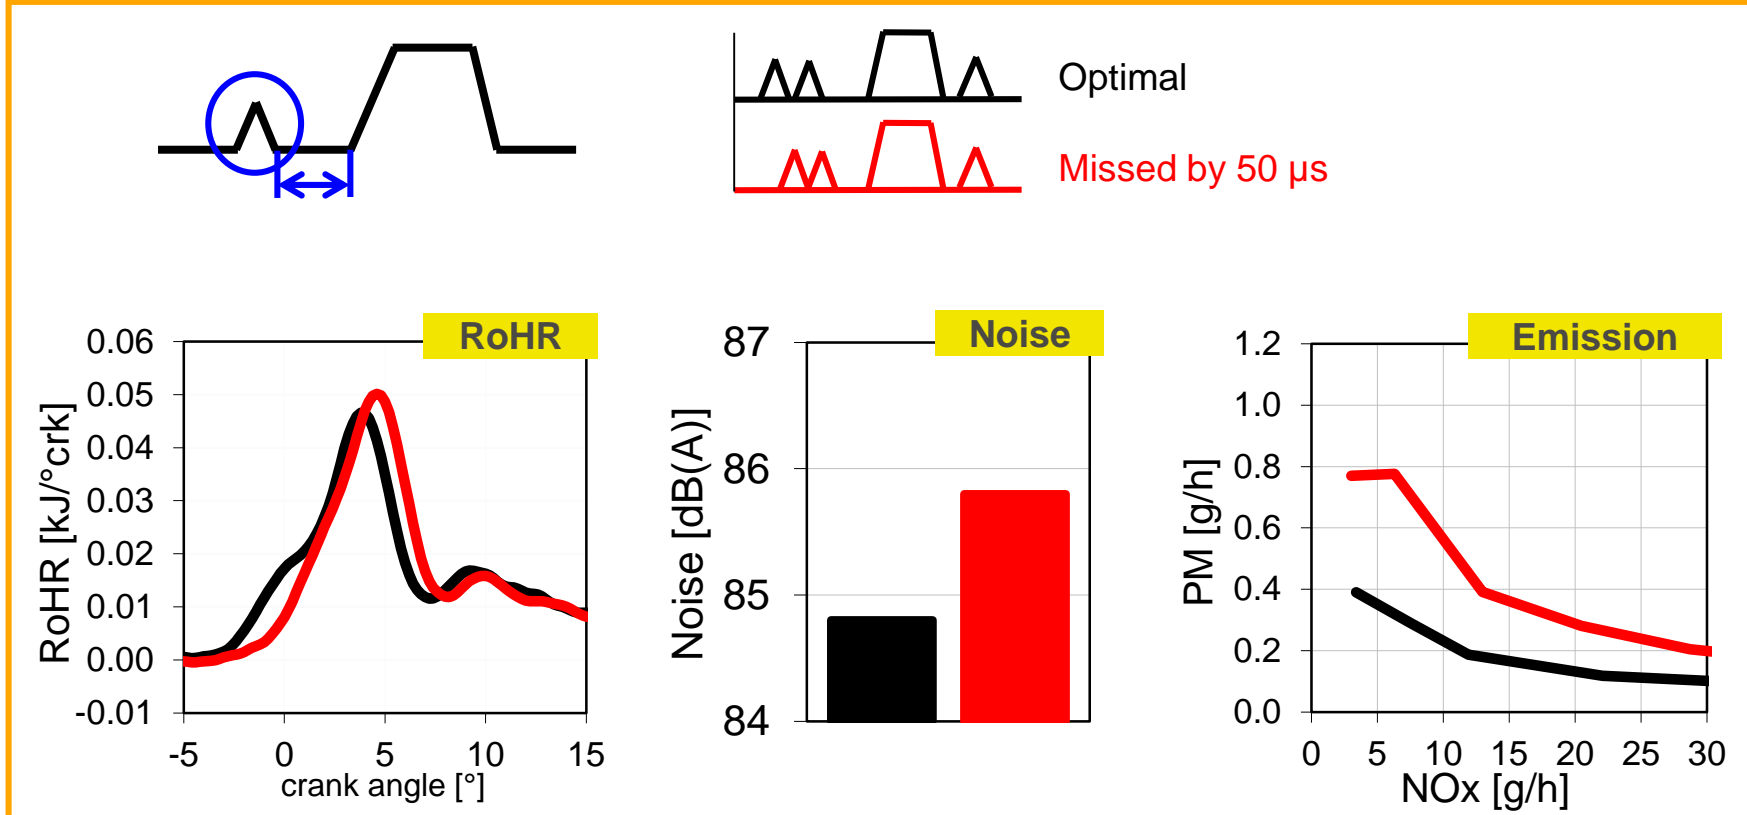 Optimal
Missed by 50 µs
RoHR
0.06
0.05
0.04
0.03
0.02
0.01
0.00
-0.01
RoHR [kJ/°crk]
-5 0 5 10 15
crank angle [°]
Noise
87
86
85
84
Noise [dB(A)]
Emission
1.2
1.0
0.8
0.6
0.4
0.2
0.0
PM [g/h]
0 5 10 15 20 25 30
NOx [g/h]